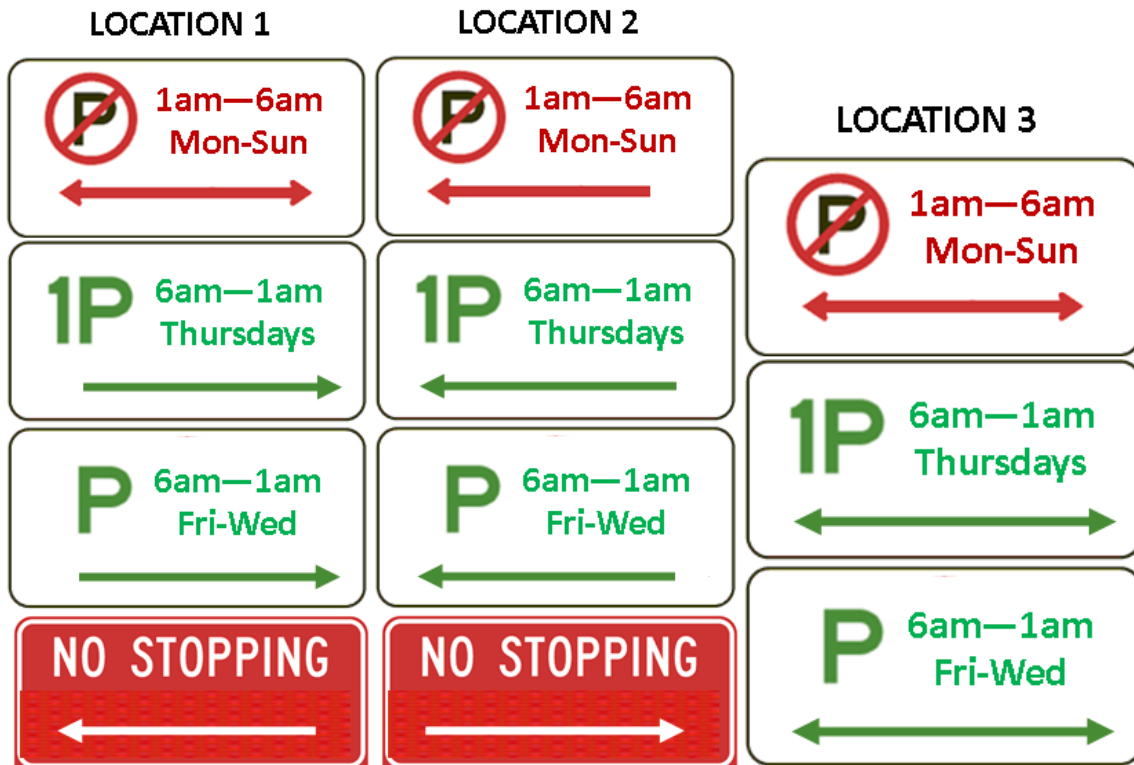 LOCATION 1
P 1am—6am
Mon-Sun
1P 6am—1am
Thursdays
P 6am—1am
Fri-Wed
NO STOPPING
LOCATION 2
P 1am—6am
Mon-Sun
1P 6am—1am
Thursdays
P 6am—1am
Fri-Wed
NO STOPPING
LOCATION 3
P 1am—6am
Mon-Sun
1P 6am—1am
Thursdays
P 6am—1am
Fri-Wed